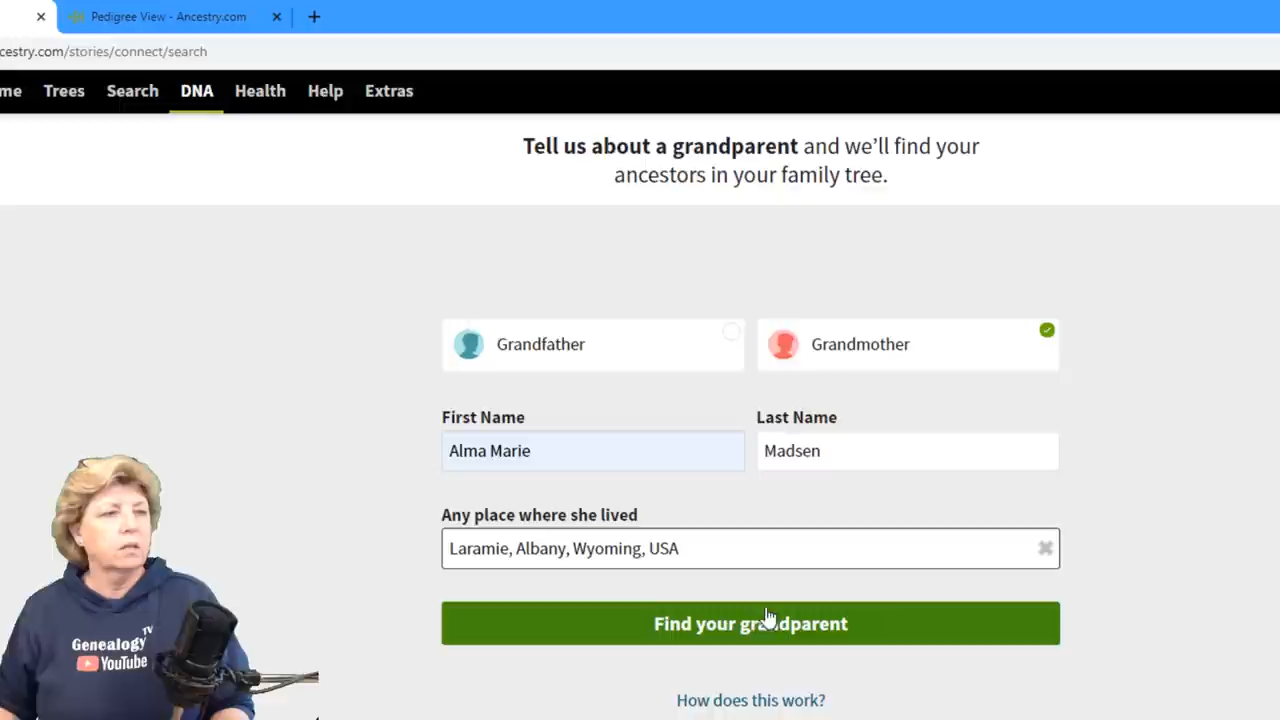 Pedigree View - Ancestry.com
cestry.com/stories/connect/search
me Trees Search DNA Health Help Extras
Tell us about a grandparent and we'll find your
ancestors in your family tree.
Grandfather Grandmother
First Name Last Name
Alma Marie Madsen
Any place where she lived
Laramie, Albany, Wyoming, USA
Find your grandparent
How does this work?
Genealogy TV
YouTube